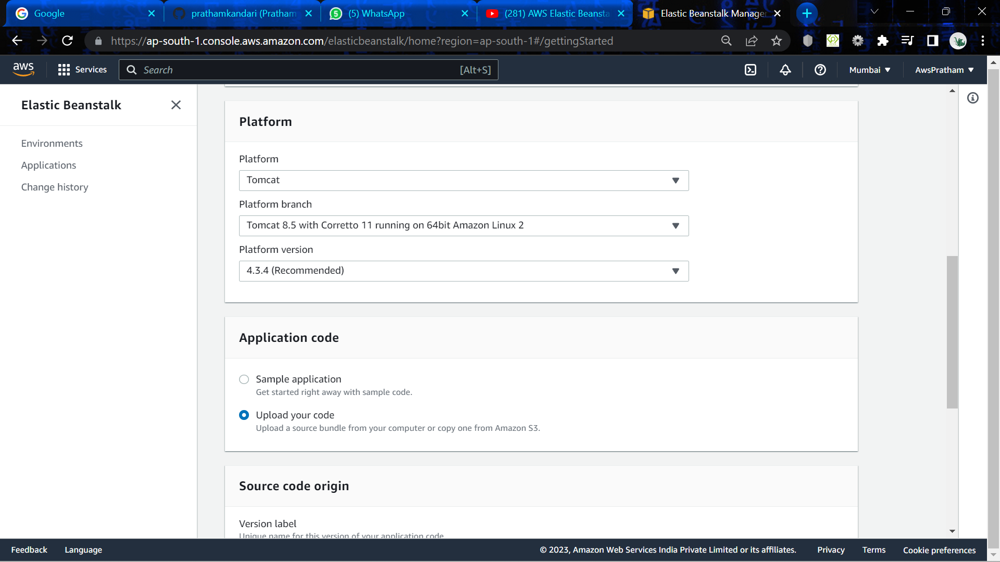 Google
prathamkandari (Pratham
(5) WhatsApp
(281) AWS Elastic Beansta
Elastic Beanstalk Manager
https://ap-south-1.console.aws.amazon.com/elasticbeanstalk/home?region=ap-south-1#/gettingStarted
aws
Services
Search
[Alt+S]
Mumbai
AwsPratham
Elastic Beanstalk
Environments
Applications
Change history
Platform
Platform
Tomcat
Platform branch
Tomcat 8.5 with Corretto 11 running on 64bit Amazon Linux 2
Platform version
4.3.4 (Recommended)
Application code
Sample application
Get started right away with sample code.
Upload your code
Upload a source bundle from your computer or copy one from Amazon S3.
Source code origin
Version label
Unique name for this version of your application code
Feedback
Language
© 2023, Amazon Web Services India Private Limited or its affiliates.
Privacy
Terms
Cookie preferences